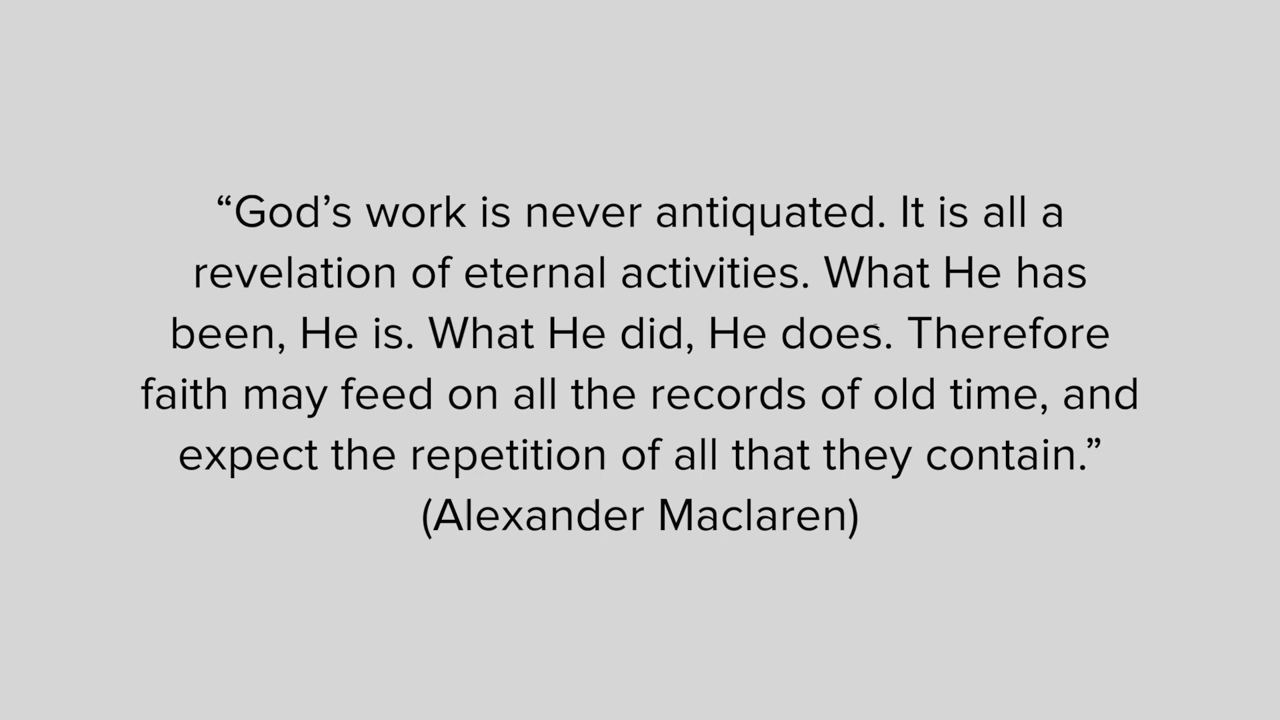 “God’s work is never antiquated. It is all a
revelation of eternal activities. What He has
been, He is. What He did, He does. Therefore
faith may feed on all the records of old time, and
expect the repetition of all that they contain.”
(Alexander Maclaren)